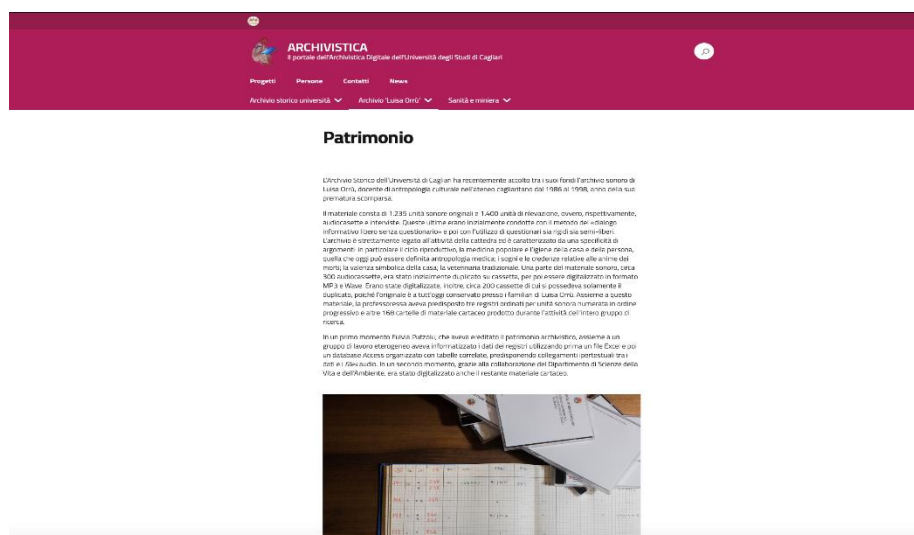 ARCHIVISTICA
Il portale dell'Archivistica Digitale dell'Università degli Studi di Cagliari
Progetti Persone Contatti News
Archivio storico università Archivio 'Luisa Orrù' Sanità e miniera
Patrimonio
L'Archivio Storico dell'Università di Cagliari ha recentemente accolto tra i suoi fondi l'archivio sonoro di
Luisa Orrù, docente di antropologia culturale nell'ateneo cagliaritano dal 1986 al 1998, anno della sua
prematura scomparsa.
Il materiale consta di 1.235 unità sonore originali e 1.400 unità di rilevazione, ovvero, rispettivamente,
audiocassette e interviste. Queste ultime erano inizialmente condotte con il metodo del «dialogo
informativo libero senza questionario» e poi con l'utilizzo di questionari sia rigidi sia semi-liberi.
L'archivio è strettamente legato all'attività della cattedra ed è caratterizzato da una specificità di
argomenti: in particolare il ciclo riproduttivo, la medicina popolare e l'igiene della casa e della persona,
quella che oggi può essere definita antropologia medica; i sogni e le credenze relative alle anime dei
morti; la valenza simbolica della casa; la veterinaria tradizionale. Una parte del materiale sonoro, circa
300 audiocassette, era stato inizialmente duplicato su cassetta, per poi essere digitalizzato in formato
MP3 e Wave. Erano state digitalizzate, inoltre, circa 200 cassette di cui si possedeva solamente il
duplicato, poiché l'originale è a tutt'oggi conservato presso i familiari di Luisa Orrù. Assieme a questo
materiale, la professoressa aveva predisposto tre registri ordinati per unità sonora numerata in ordine
progressivo e altre 168 cartelle di materiale cartaceo prodotto durante l'attività dell'intero gruppo di
ricerca.
In un primo momento Fulvia Putzolu, che aveva ereditato il patrimonio archivistico, assieme a un
gruppo di lavoro eterogeneo aveva informatizzato i dati dei registri utilizzando prima un file Excel e poi
un database Access organizzato con tabelle correlate, predisponendo collegamenti ipertestuali tra i
dati e i files audio. In un secondo momento, grazie alla collaborazione del Dipartimento di Scienze della
Vita e dell'Ambiente, era stato digitalizzato anche il restante materiale cartaceo.